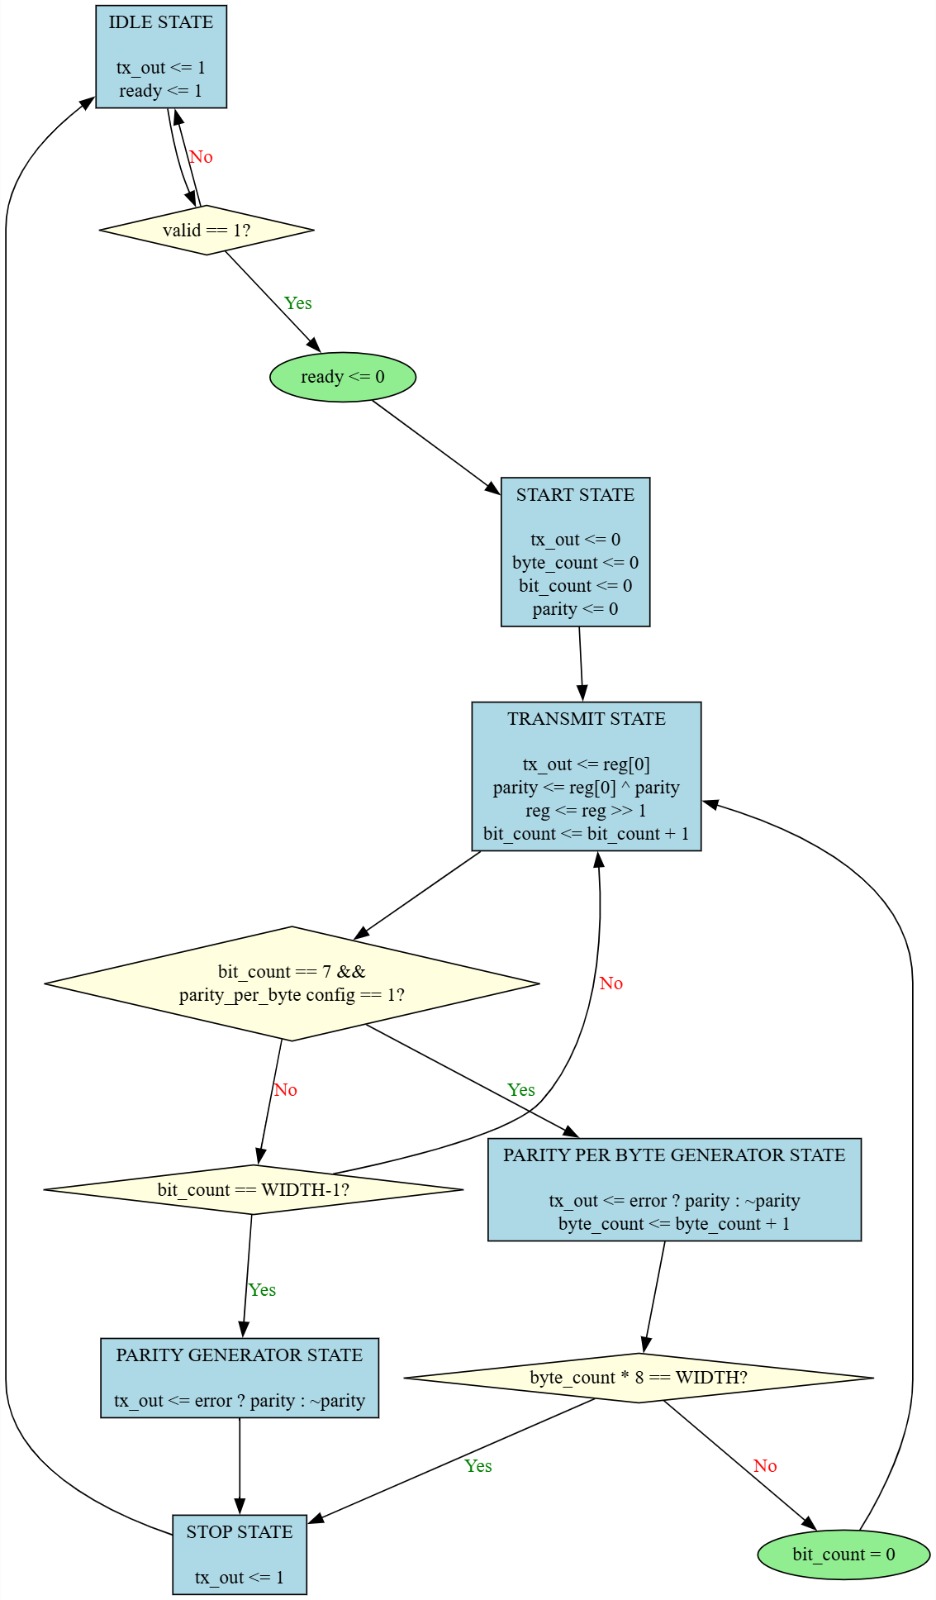 IDLE STATE
tx_out <= 1
ready <= 1
No
valid == 1?
Yes
ready <= 0
START STATE
tx_out <= 0
byte_count <= 0
bit_count <= 0
parity <= 0
TRANSMIT STATE
tx_out <= reg[0]
parity <= reg[0] ^ parity
reg <= reg >> 1
bit_count <= bit_count + 1
bit_count == 7 &&
parity_per_byte config == 1?
No
No
Yes
PARITY PER BYTE GENERATOR STATE
tx_out <= error ? parity : ~parity
byte_count <= byte_count + 1
bit_count == WIDTH-1?
Yes
PARITY GENERATOR STATE
tx_out <= error ? parity : ~parity
byte_count * 8 == WIDTH?
Yes
No
STOP STATE
tx_out <= 1
bit_count = 0